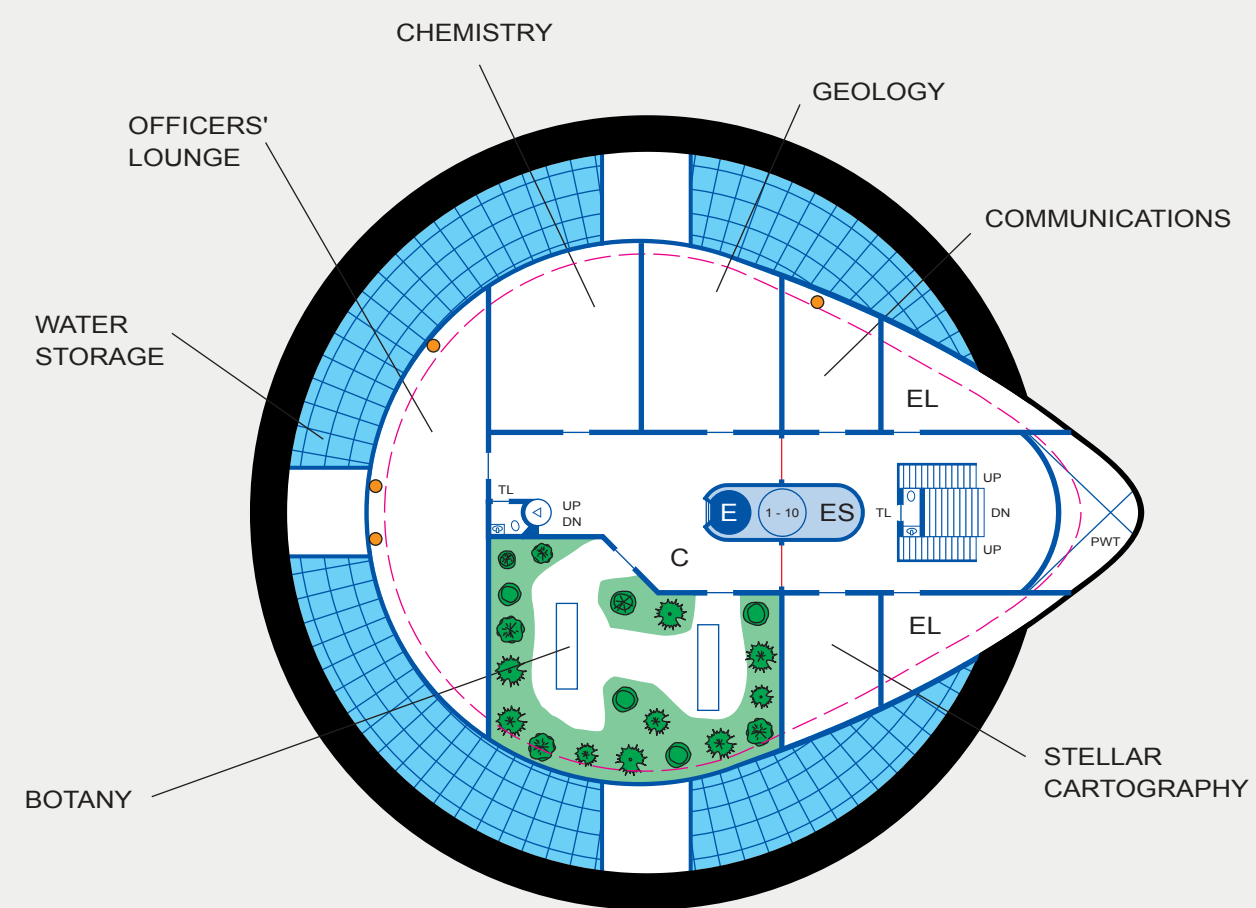 CHEMISTRY
GEOLOGY
OFFICERS'
LOUNGE
COMMUNICATIONS
WATER
STORAGE
EL
TL
UP
DN
E
1 - 10
ES
TL
UP
DN
UP
PWT
C
EL
STELLAR
CARTOGRAPHY
BOTANY